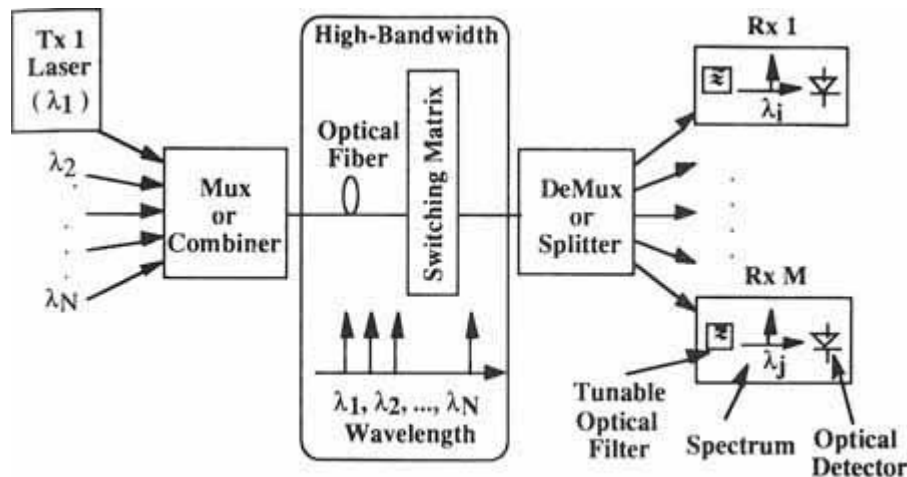 Tx 1
Laser
(λ1)
λ2
λN
Mux
or
Combiner
High-Bandwidth
Optical
Fiber
Switching Matrix
λ1, λ2, ..., λN
Wavelength
DeMux
or
Splitter
Rx 1
λi
Rx M
λj
Tunable
Optical
Filter
Spectrum
Optical
Detector